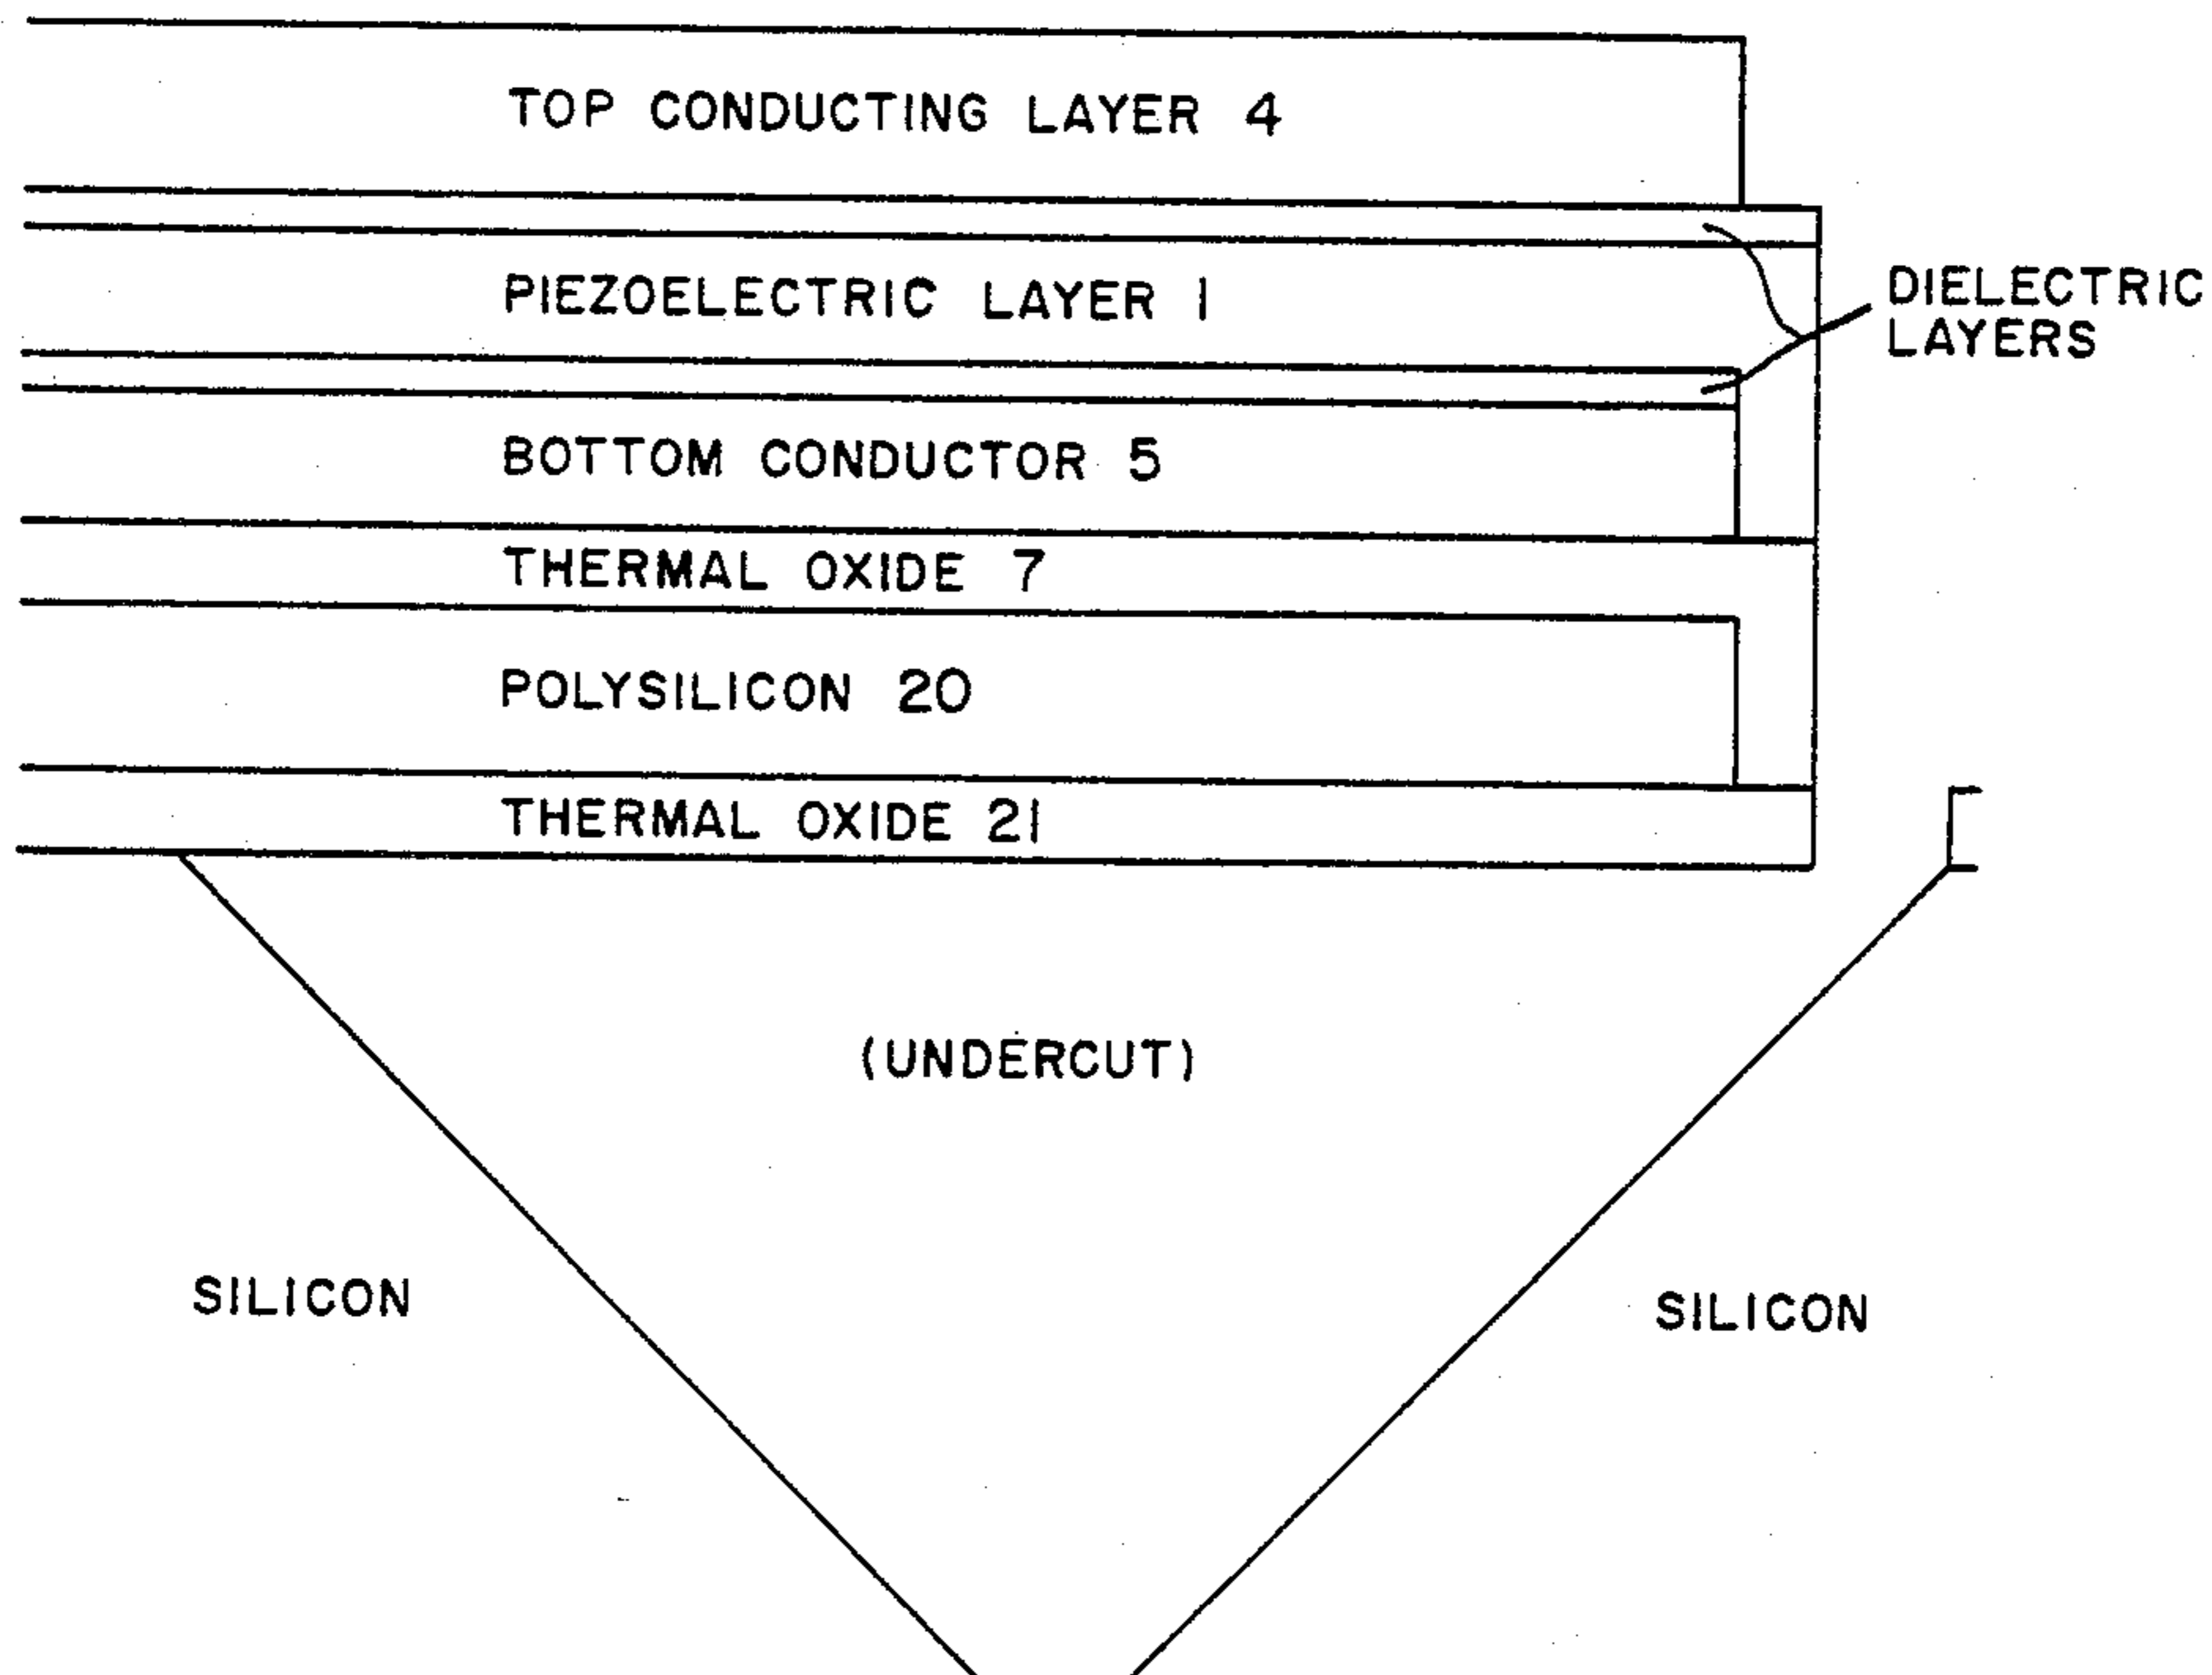 TOP CONDUCTING LAYER 4
PIEZOELECTRIC LAYER 1
DIELECTRIC
LAYERS
BOTTOM CONDUCTOR 5
THERMAL OXIDE 7
POLYSILICON 20
THERMAL OXIDE 21
(UNDERCUT)
SILICON
SILICON